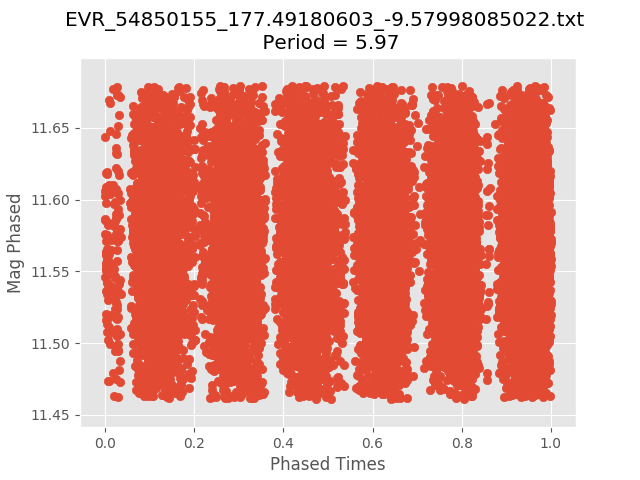 EVR_54850155_177.49180603_-9.57998085022.txt
Period = 5.97
Mag Phased
11.65
11.60
11.55
11.50
11.45
0.0 0.2 0.4 0.6 0.8 1.0
Phased Times